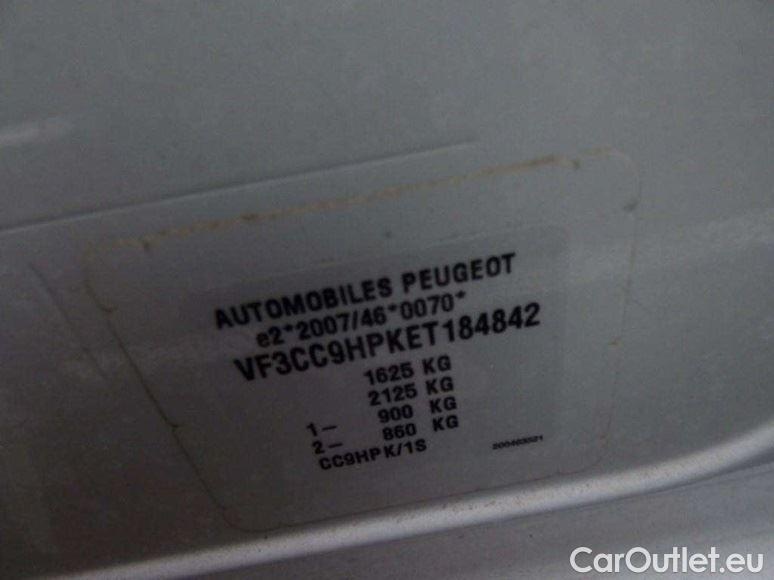 AUTOMOBILES PEUGEOT
e2*2007/46*0070*
VF3CC9HPKET184842
1625 KG
2125 KG
1- 900 KG
2- 860 KG
CC9HPK/1S
CarOutlet.eu